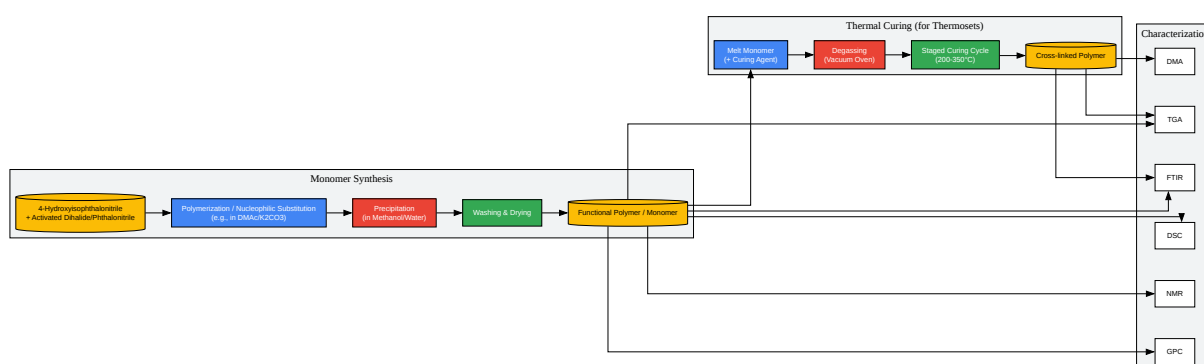 Thermal Curing (for Thermosets)
Melt Monomer
(+ Curing Agent)
Degassing
(Vacuum Oven)
Staged Curing Cycle
(200-350°C)
Cross-linked Polymer
Characterizatio
DMA
TGA
FTIR
DSC
NMR
GPC
Monomer Synthesis
4-Hydroxyisophthalonitrile
+ Activated Dihalide/Phthalonitrile
Polymerization / Nucleophilic Substitution
(e.g., in DMAc/K2CO3)
Precipitation
(in Methanol/Water)
Washing & Drying
Functional Polymer / Monomer